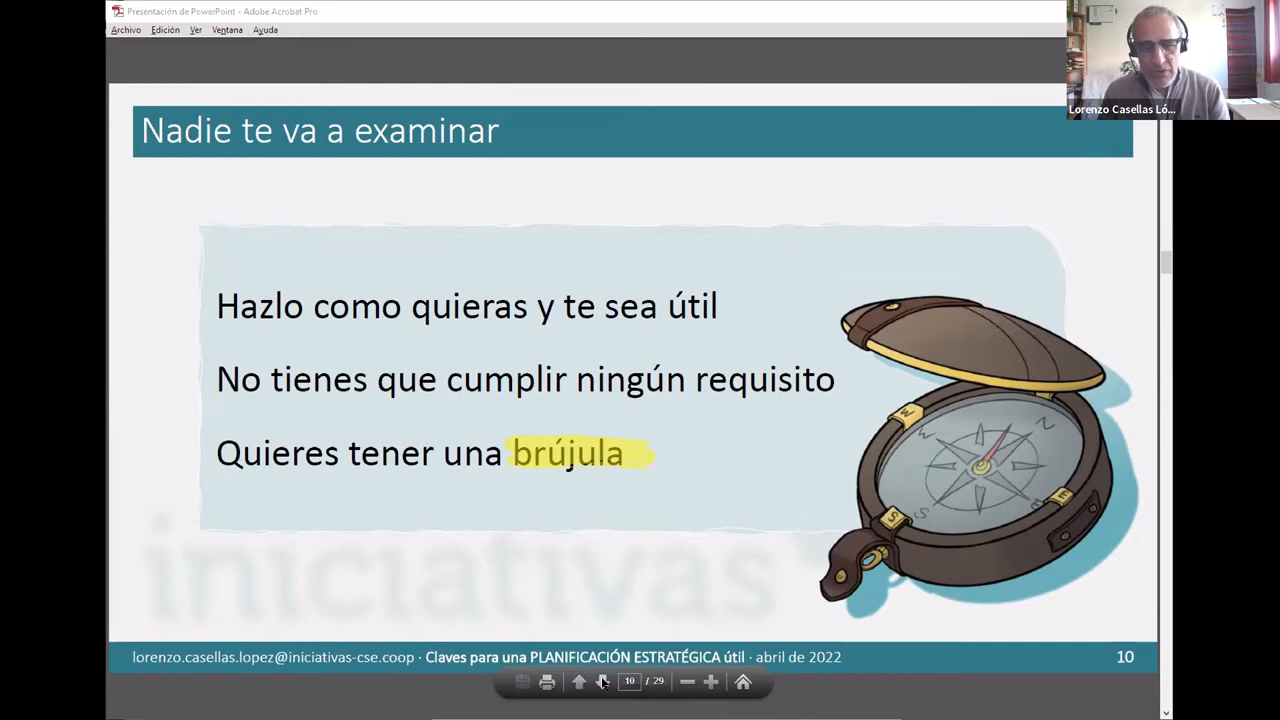 Presentación de PowerPoint - Adobe Acrobat Pro
Archivo Edición Ver Ventana Ayuda
Lorenzo Casellas Ló...
Nadie te va a examinar
Hazlo como quieras y te sea útil
No tienes que cumplir ningún requisito
Quieres tener una brújula
W
N
W
E
S
S
iniciativas
lorenzo.casellas.lopez@iniciativas-cse.coop · Claves para una PLANIFICACIÓN ESTRATÉGICA útil · abril de 2022
10
10 / 29